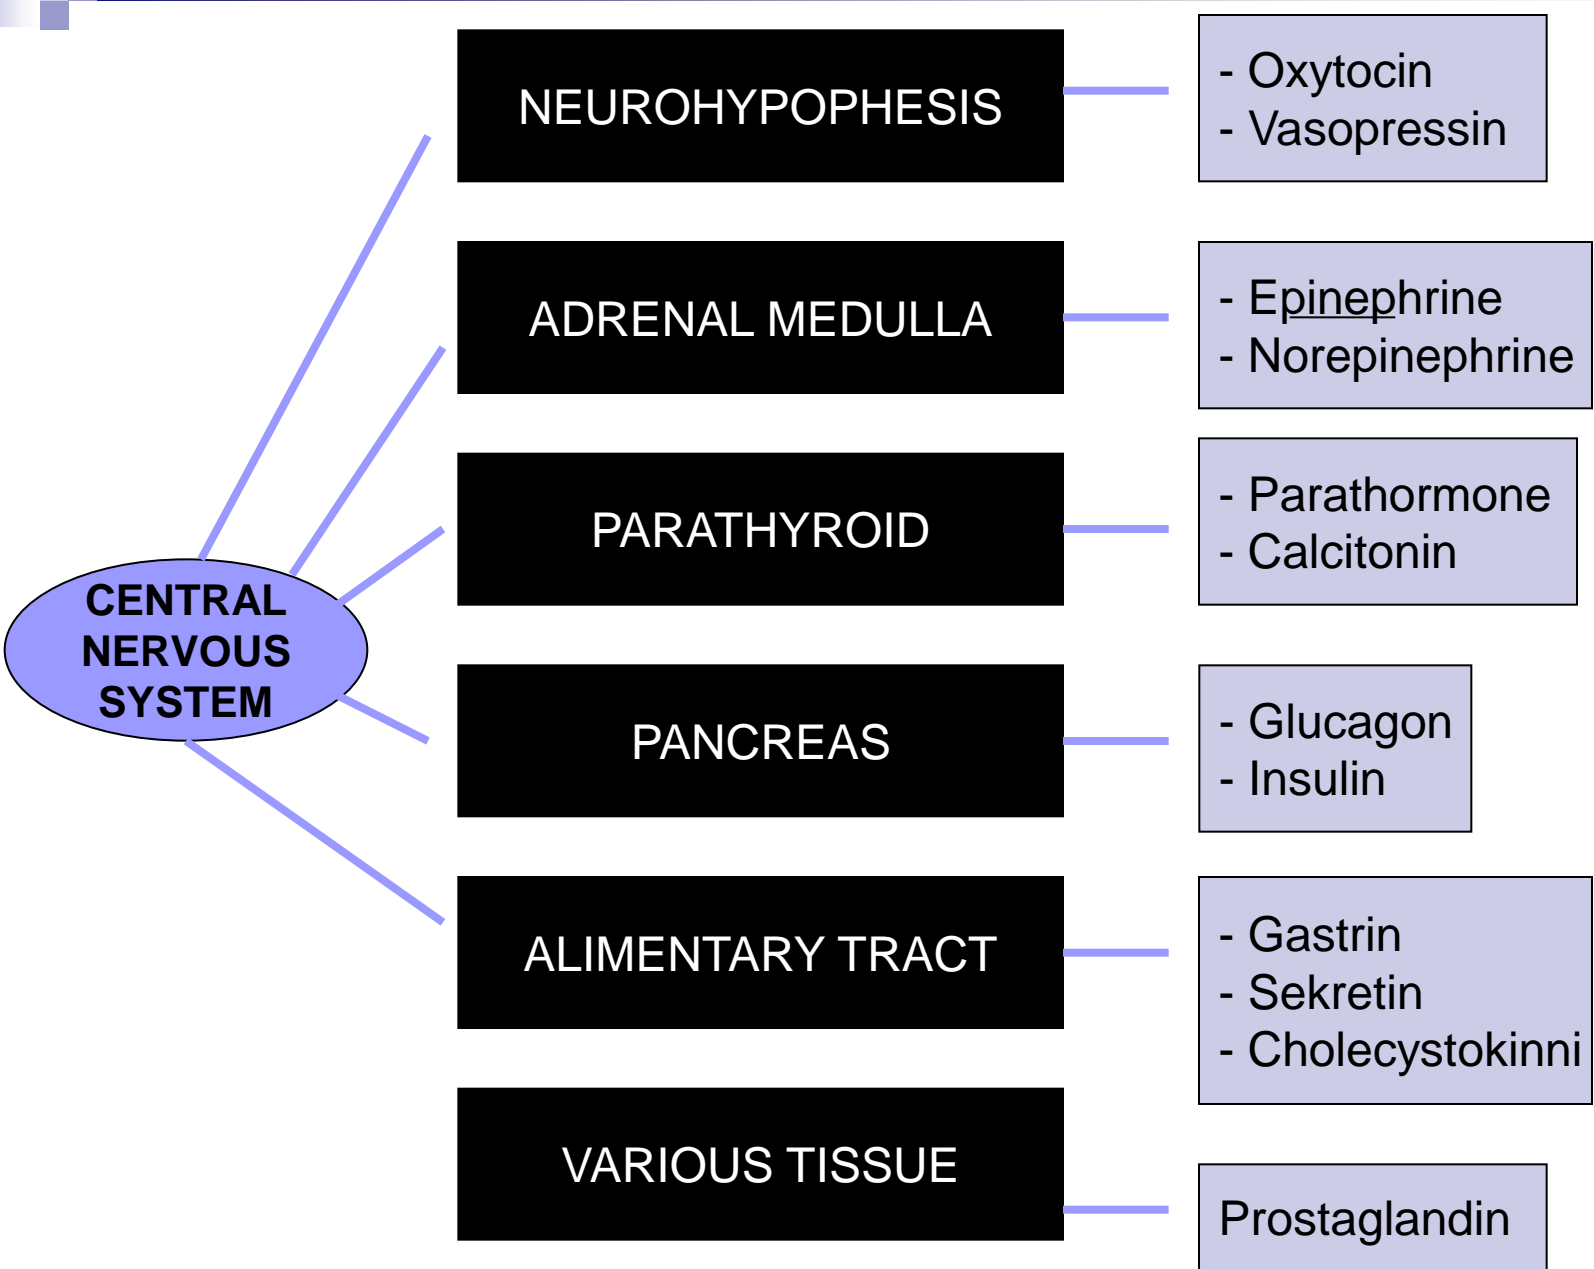 NEUROHYPOPHESIS
- Oxytocin
- Vasopressin
ADRENAL MEDULLA
- Epinephrine
- Norepinephrine
PARATHYROID
- Parathormone
- Calcitonin
CENTRAL
NERVOUS
SYSTEM
PANCREAS
- Glucagon
- Insulin
ALIMENTARY TRACT
- Gastrin
- Sekretin
- Cholecystokinni
VARIOUS TISSUE
Prostaglandin